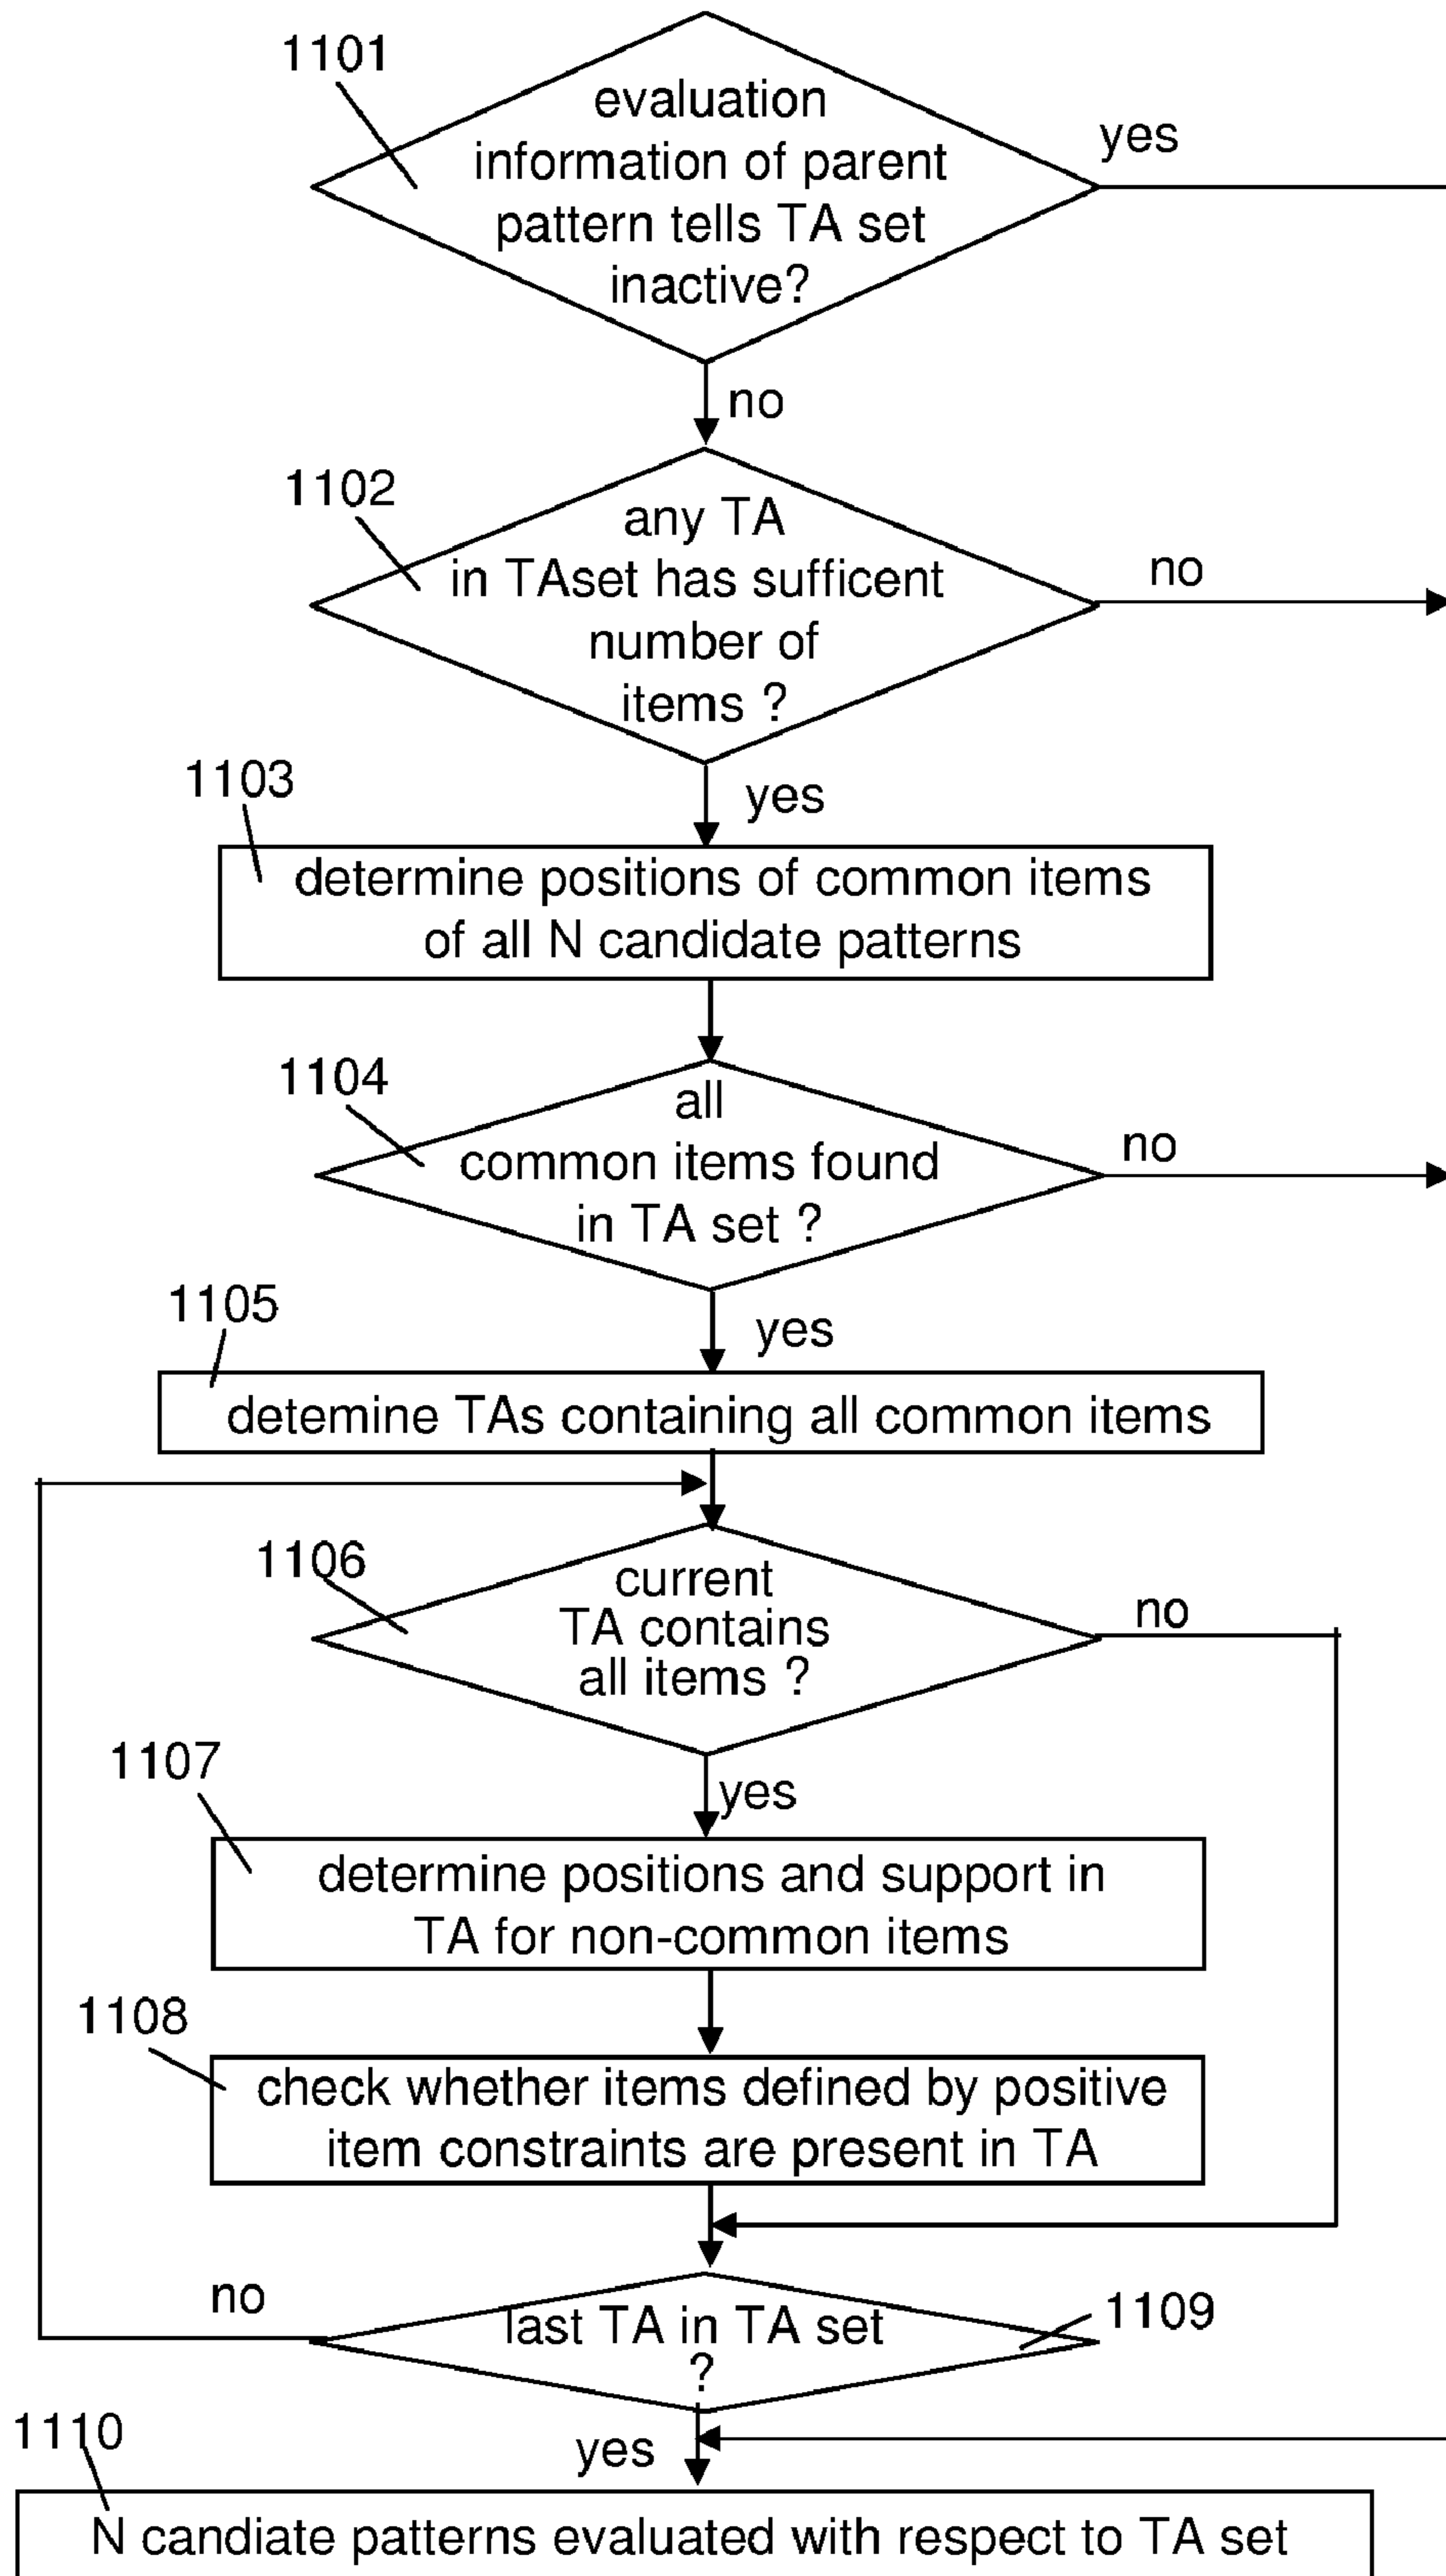 1101
evaluation
information of parent
pattern tells TA set
inactive?
yes
no
1102
any TA
in TAset has sufficent
number of
items ?
no
yes
1103
determine positions of common items
of all N candidate patterns
1104
all
common items found
in TA set ?
no
yes
1105
detemine TAs containing all common items
1106
current
TA contains
all items ?
no
yes
1107
determine positions and support in
TA for non-common items
1108
check whether items defined by positive
item constraints are present in TA
no
last TA in TA set
?
1109
yes
1110
N candiate patterns evaluated with respect to TA set